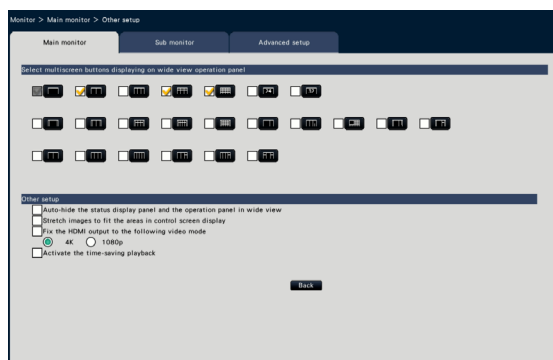 Monitor > Main monitor > Other setup
Main monitor
Sub monitor
Advanced setup
Select multiscreen buttons displaying on wide view operation panel
Other setup
Auto-hide the status display panel and the operation panel in wide view
Stretch images to fit the areas in control screen display
Fix the HDMI output to the following video mode
4K 1080p
Activate the time-saving playback
Back